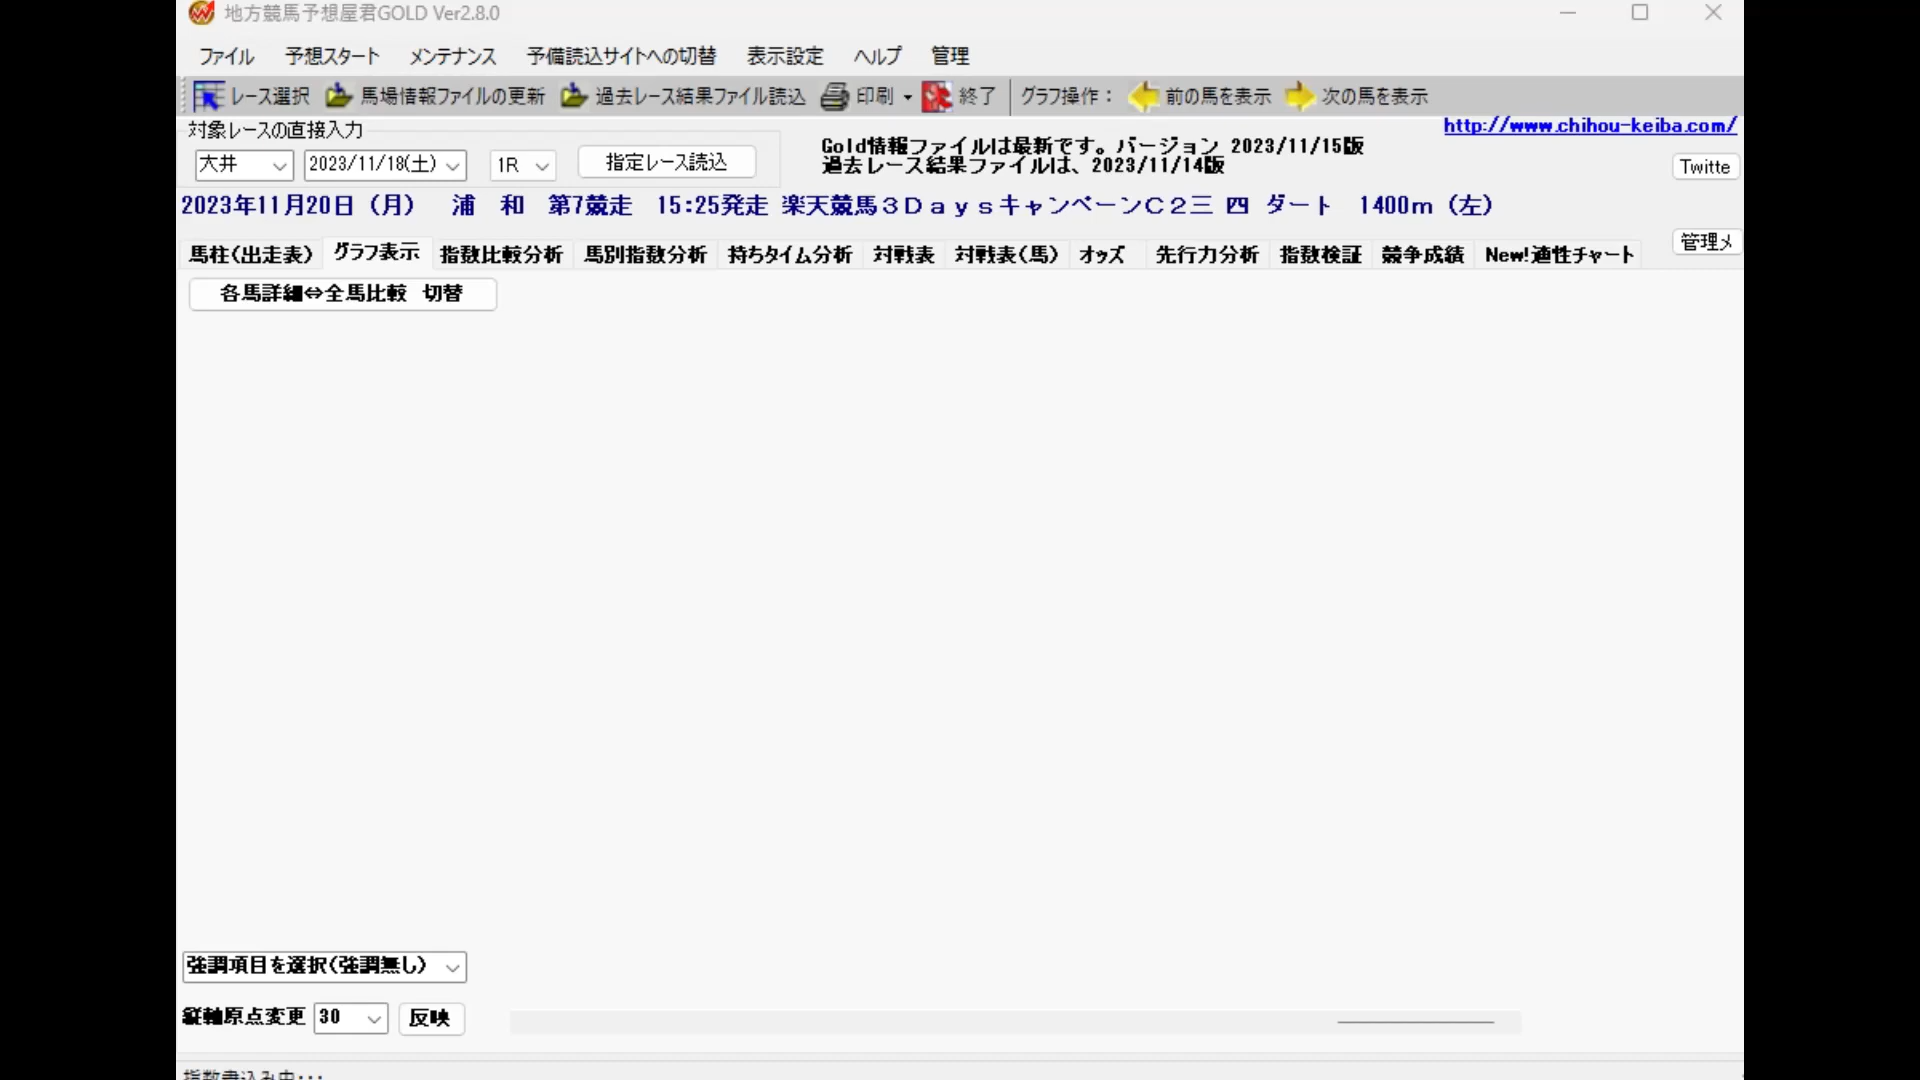 地方競馬予想屋君GOLD Ver2.8.0
ファイル 予想スタート メンテナンス 予備読込サイトへの切替 表示設定 ヘルプ 管理
レース選択 馬場情報ファイルの更新 過去レース結果ファイル読込 印刷 終了 グラフ操作： 前の馬を表示 次の馬を表示
対象レースの直接入力
http://www.chihou-keiba.com/
大井 2023/11/18(土) 1R 指定レース読込
Gold情報ファイルは最新です。バージョン 2023/11/15版
過去レース結果ファイルは、2023/11/14版
Twitte
2023年11月20日（月） 浦 和 第7競走 15:25発走 楽天競馬３ＤａｙｓキャンペーンＣ２三 四 ダート 1400m（左）
管理メ
馬柱(出走表) グラフ表示 指数比較分析 馬別指数分析 持ちタイム分析 対戦表 対戦表(馬) オッズ 先行力分析 指数検証 競争成績 New!適性チャート
各馬詳細⇔全馬比較 切替
強調項目を選択(強調無し)
縦軸原点変更 30 反映
指数書込み中･･･